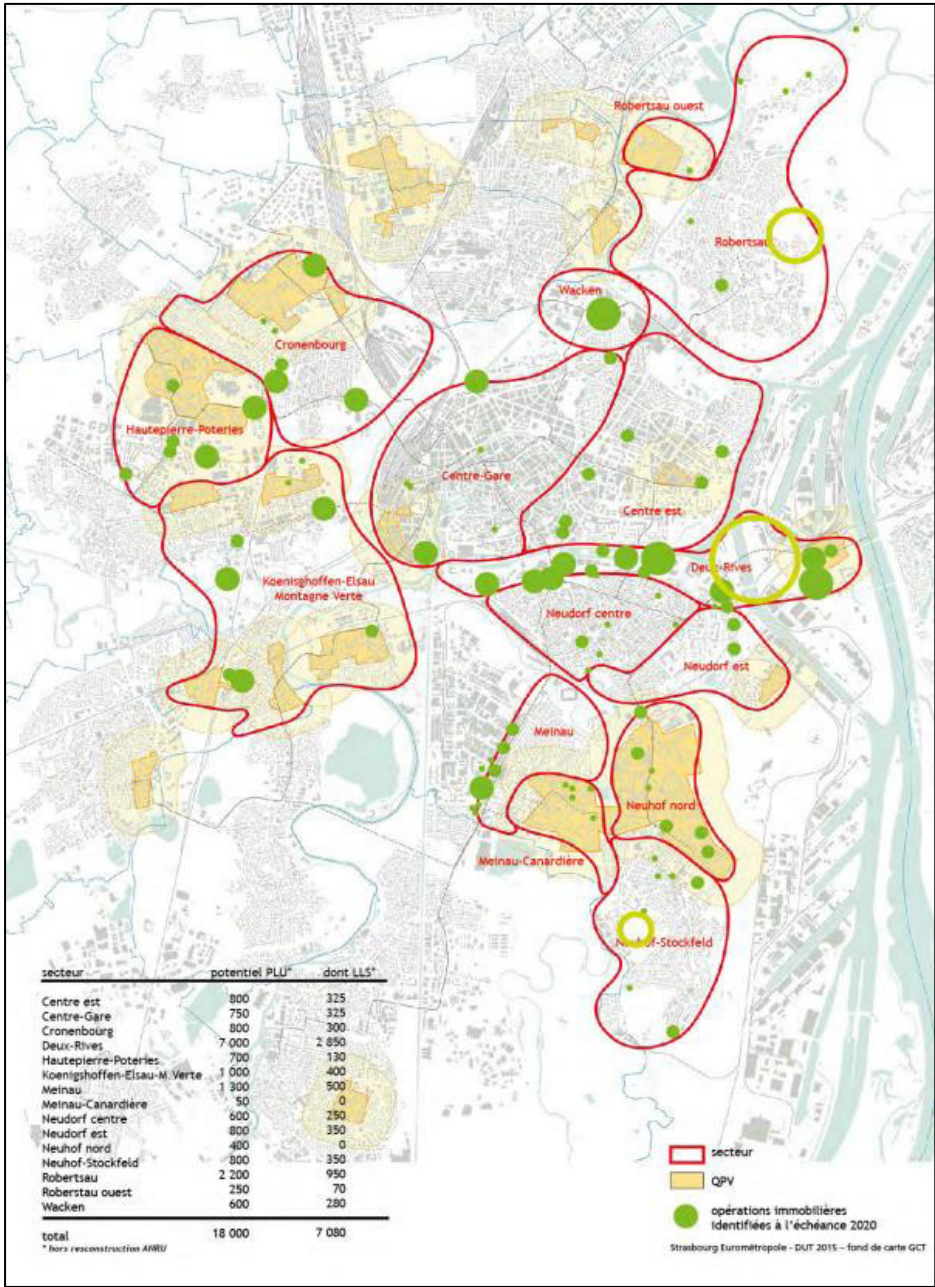 Robertsau ouest
Robertsau
Wacken
Cronenbourg
Hautepierre-Poteries
Centre-Gare
Centre est
Koenisghoffen-Elsau
Montagne Verte
Deux-Rives
Neudorf centre
Neudorf est
Meinau
Neuhof nord
Meinau-Canardière
Neuhof-Stockfeld
secteur potentiel PLU* dont LLS*
Centre est 800 325
Centre-Gare 750 325
Cronenbourg 800 300
Deux-Rives 7 000 2 850
Hautepierre-Poteries 700 130
Koenigshoffen-Elsau-M.Verte 1 000 400
Meinau 1 300 500
Meinau-Canardière 50 0
Neudorf centre 600 250
Neudorf est 800 350
Neuhof nord 400 0
Neuhof-Stockfeld 800 350
Robertsau 2 200 950
Roberstau ouest 250 70
Wacken 600 280
total 18 000 7 080
* hors resconstruction ANRU
secteur
QPV
opérations immobilières
identifiées à l'échéance 2020
Strasbourg Eurométropole - DUT 2015 – fond de carte GCT